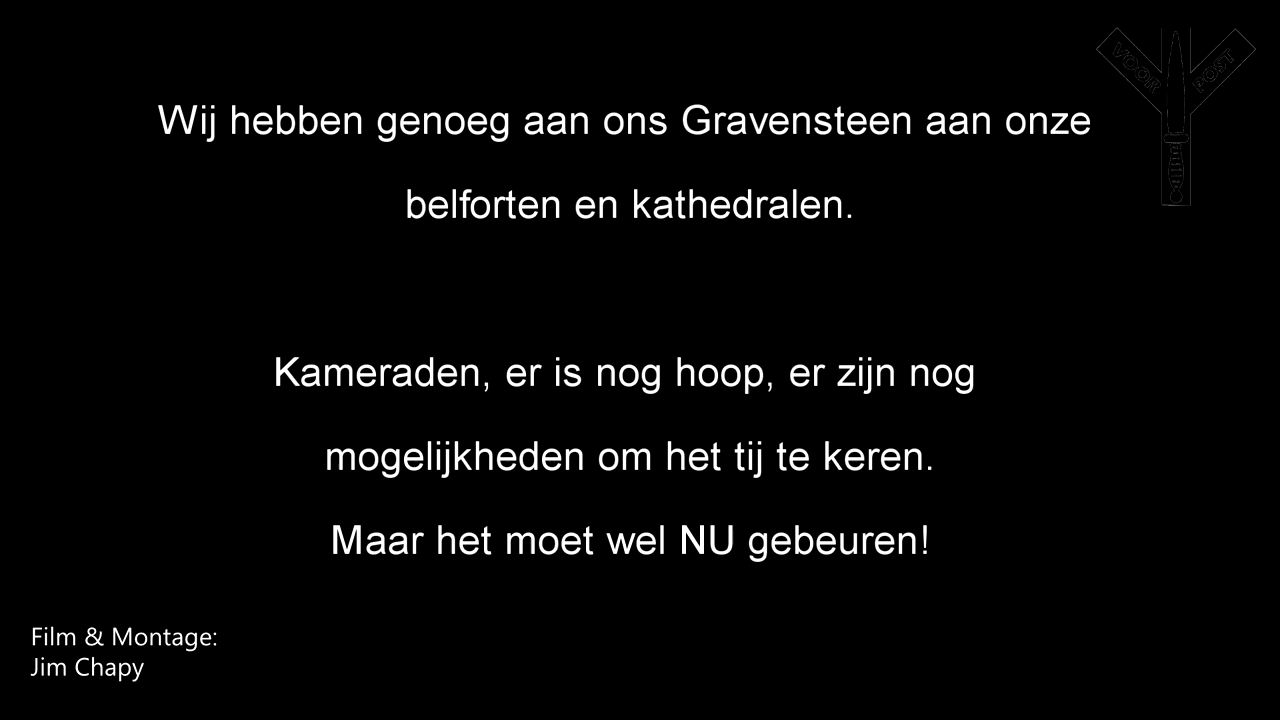 VOOR POST
Wij hebben genoeg aan ons Gravensteen aan onze
belforten en kathedralen.
Kameraden, er is nog hoop, er zijn nog
mogelijkheden om het tij te keren.
Maar het moet wel NU gebeuren!
Film & Montage:
Jim Chapy